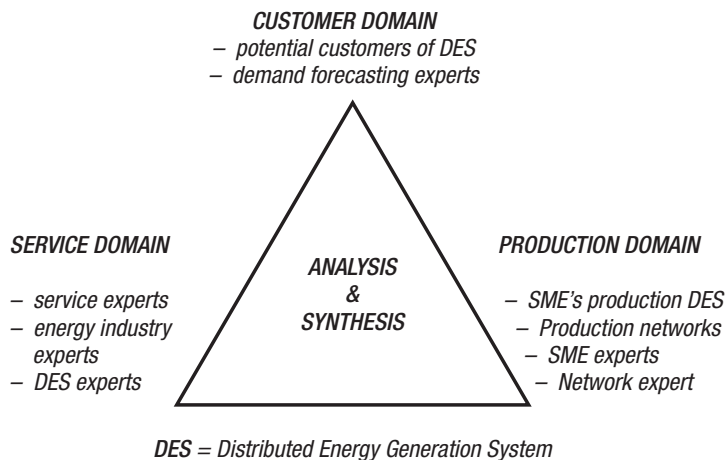 CUSTOMER DOMAIN
– potential customers of DES
– demand forecasting experts
SERVICE DOMAIN
– service experts
– energy industry
experts
– DES experts
ANALYSIS
&
SYNTHESIS
PRODUCTION DOMAIN
– SME's production DES
– Production networks
– SME experts
– Network expert
DES = Distributed Energy Generation System